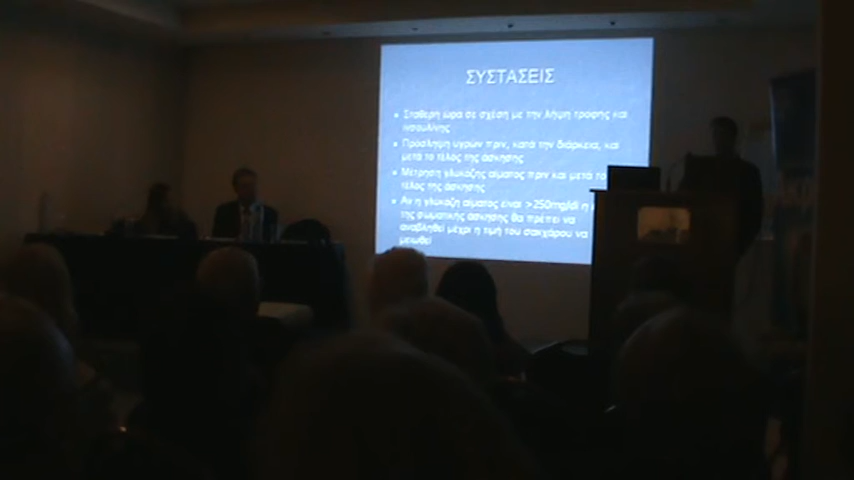 ΣΥΣΤΑΣΕΙΣ
Σταθερή ώρα σε σχέση με την λήψη τροφής και
ινσουλίνης
Πρόσληψη υγρών πριν, κατά την διάρκεια, και
μετά το τέλος της άσκησης
Μέτρηση γλυκόζης αίματος πριν και μετά το
τέλος της άσκησης
Αν η γλυκόζη αίματος είναι >250mg/dl η
της σωματικής άσκησης θα πρέπει να
αναβληθεί μέχρι η τιμή του σακχάρου να
μειωθεί